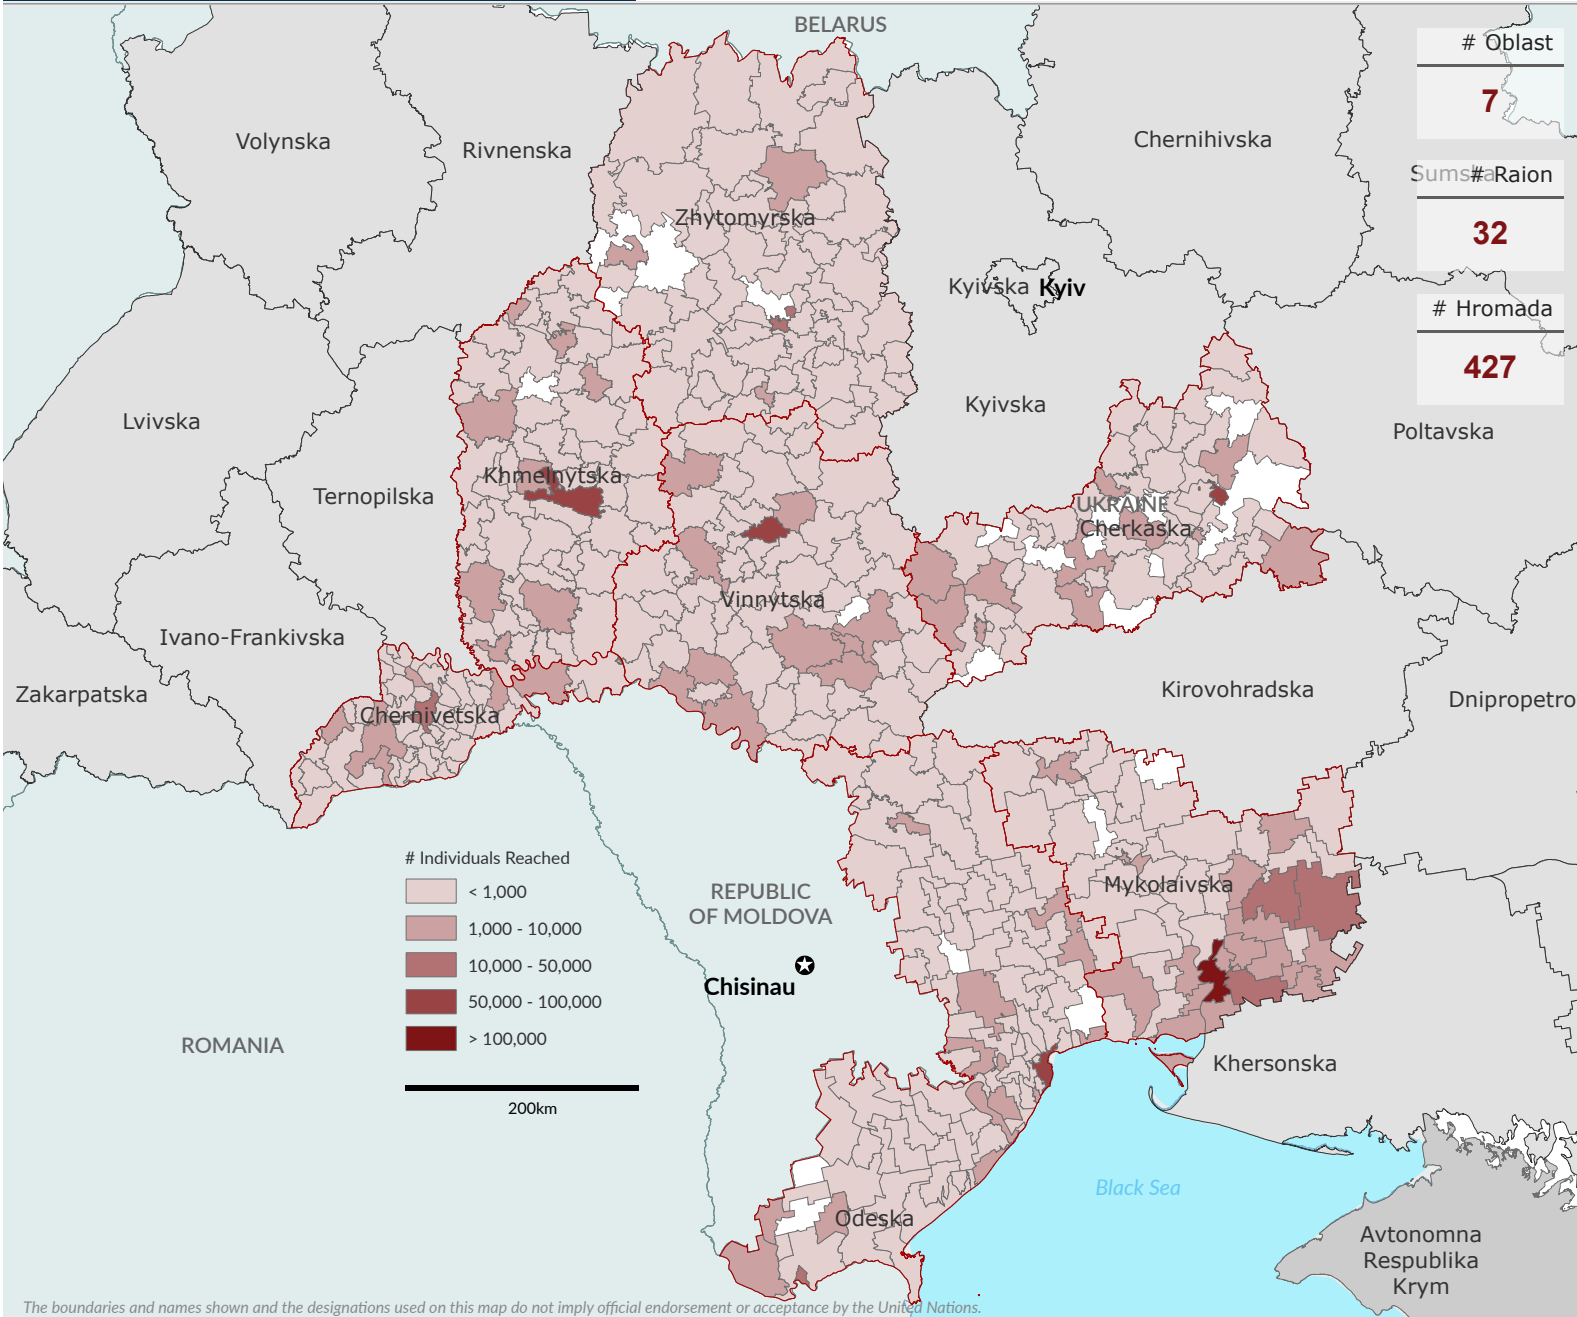 BELARUS
# Oblast
7
Volynska
Rivnenska
Chernihivska
Sumska
# Raion
32
Zhytomyrska
Kyivska
Kyiv
# Hromada
427
Lvivska
Kyivska
Poltavska
Ternopilska
Khmelnytska
UKRAINE
Cherkaska
Vinnytska
Ivano-Frankivska
Zakarpatska
Chernivetska
Kirovohradska
Dnipropetro
# Individuals Reached
< 1,000
1,000 - 10,000
10,000 - 50,000
50,000 - 100,000
> 100,000
200km
REPUBLIC
OF MOLDOVA
Chisinau
Mykolaivska
ROMANIA
Khersonska
Black Sea
Odeska
Avtonomna
Respublika
Krym
The boundaries and names shown and the designations used on this map do not imply official endorsement or acceptance by the United Nations.